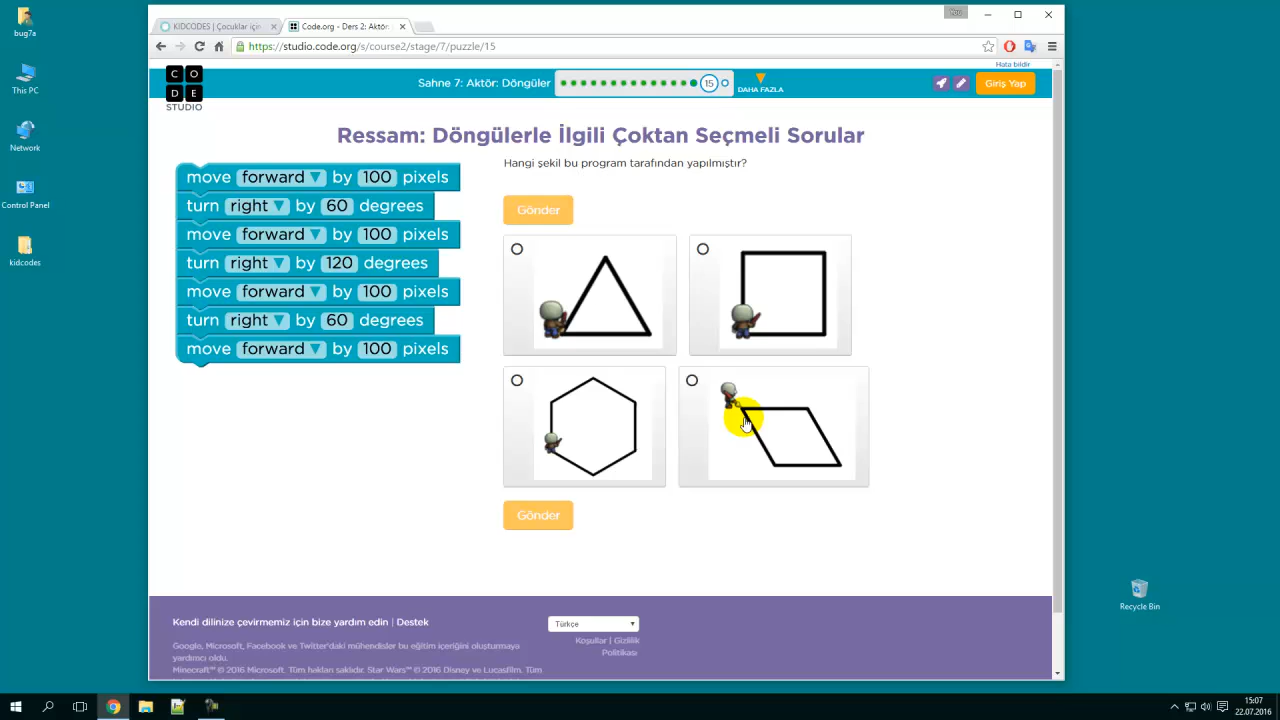 bug7a
This PC
Network
Control Panel
kidcodes
Recycle Bin
KIDCODES | Çocuklar için
Code.org - Ders 2: Aktör:
You
https://studio.code.org/s/course2/stage/7/puzzle/15
Hata bildir
C O
D E
STUDIO
Sahne 7: Aktör: Döngüler
15
DAHA FAZLA
Giriş Yap
Ressam: Döngülerle İlgili Çoktan Seçmeli Sorular
Hangi şekil bu program tarafından yapılmıştır?
move forward▼ by 100 pixels
turn right▼ by 60 degrees
move forward▼ by 100 pixels
turn right▼ by 120 degrees
move forward▼ by 100 pixels
turn right▼ by 60 degrees
move forward▼ by 100 pixels
Gönder
Gönder
Kendi dilinize çevirmemiz için bize yardım edin | Destek
Google, Microsoft, Facebook ve Twitter'daki mühendisler bu eğitim içeriğini oluşturmaya
yardımcı oldu.
Minecraft™ © 2016 Microsoft. Tüm hakları saklıdır. Star Wars™ © 2016 Disney ve Lucasfilm. Tüm
Türkçe
Koşullar | Gizlilik
Politikası
15:07
22.07.2016